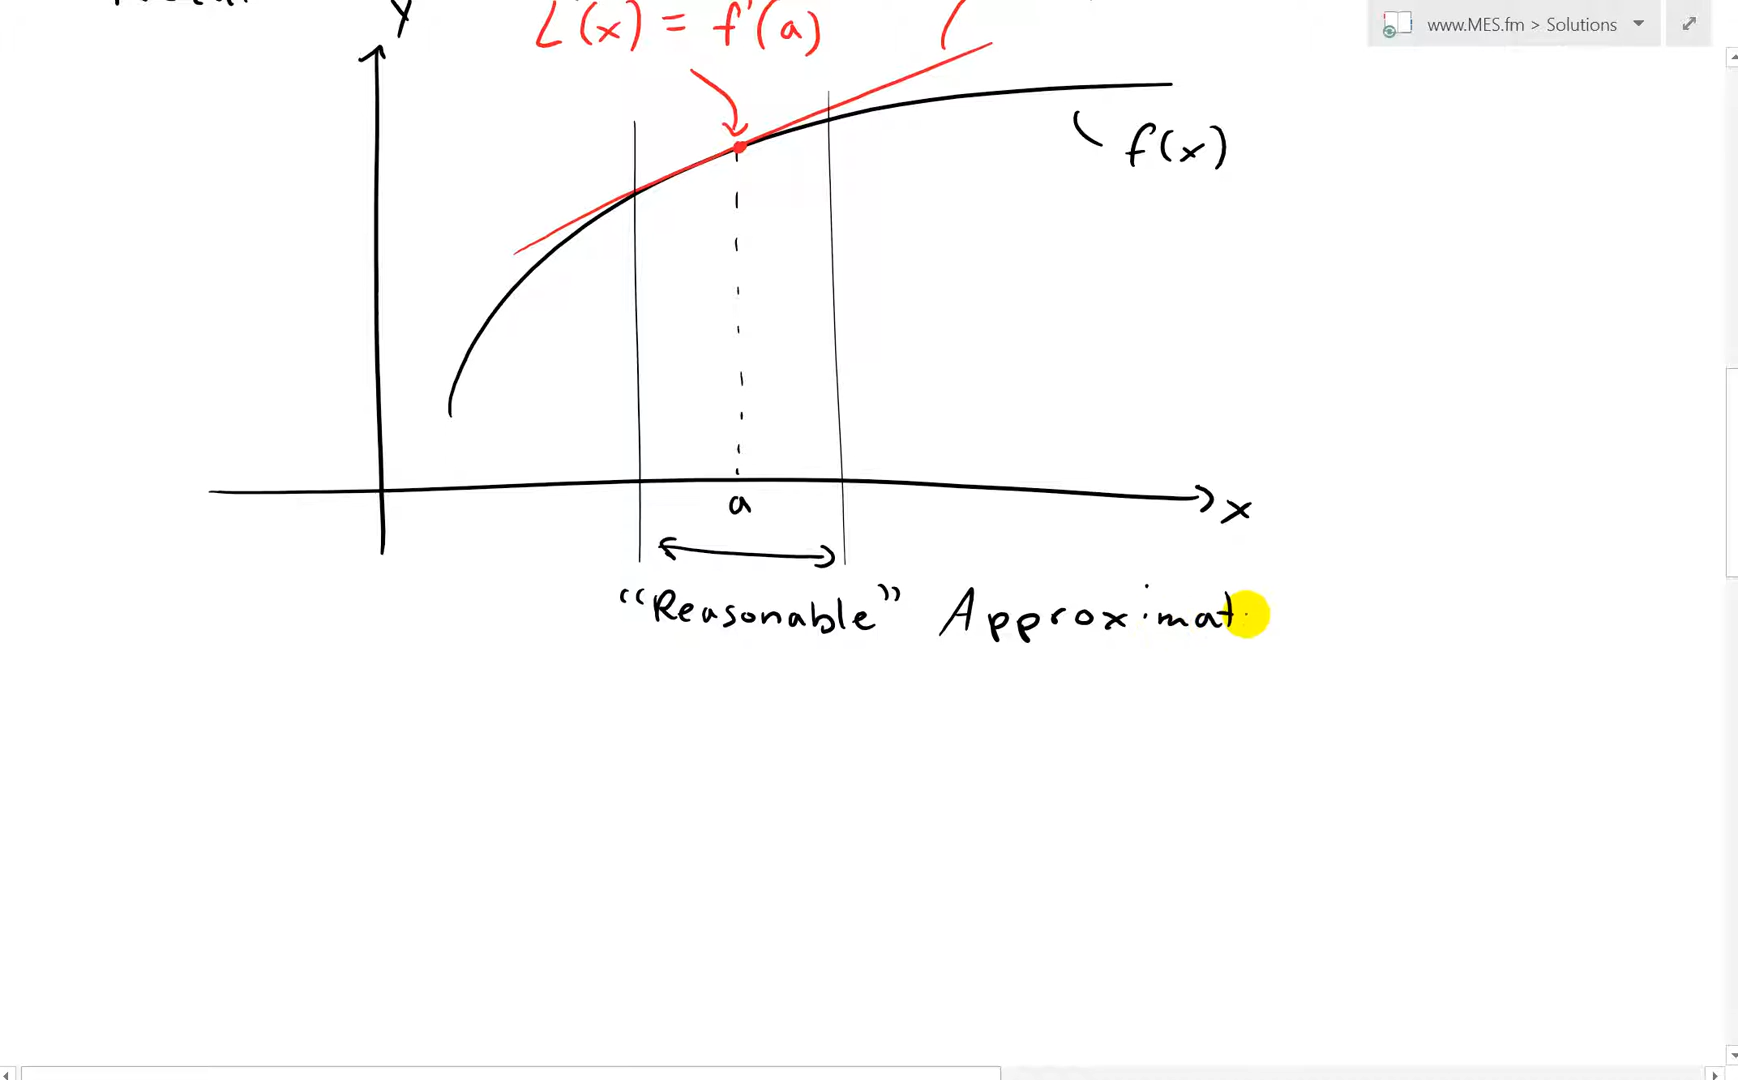 y
L'(x) = f'(a)
www.MES.fm > Solutions
f(x)
a
x
“Reasonable” Approximat